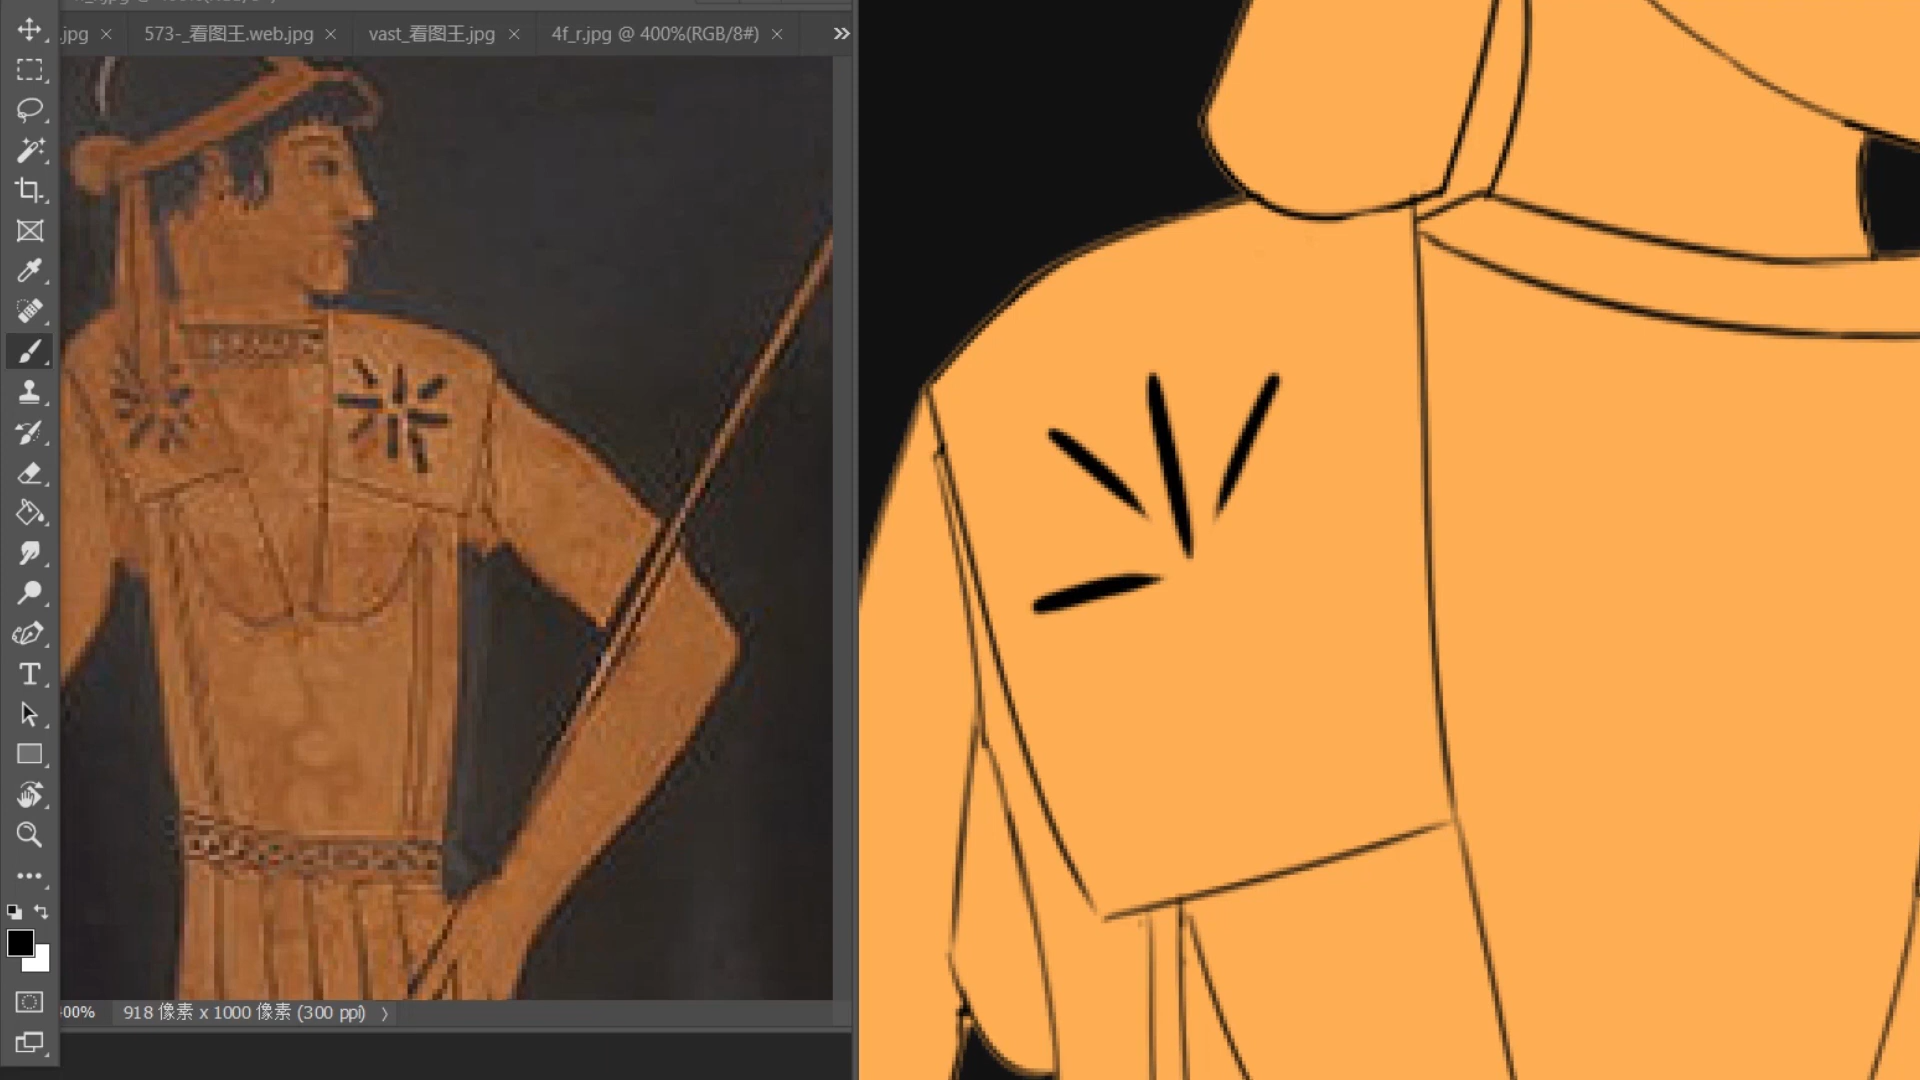 .jpg × 573-_看图王.web.jpg × vast_看图王.jpg × 4f_r.jpg @ 400%(RGB/8#) × »
T
00% 918 像素 x 1000 像素 (300 ppi) 〉